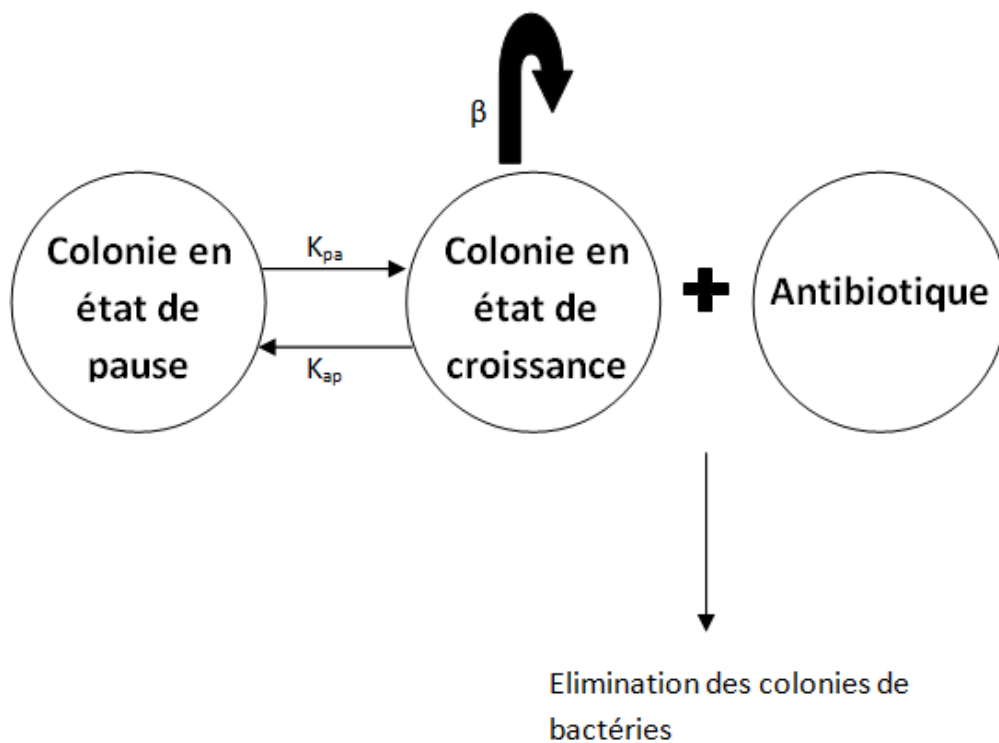 β
Colonie en
état de
pause
Kpa
Kap
Colonie en
état de
croissance
Antibiotique
Elimination des colonies de
bactéries